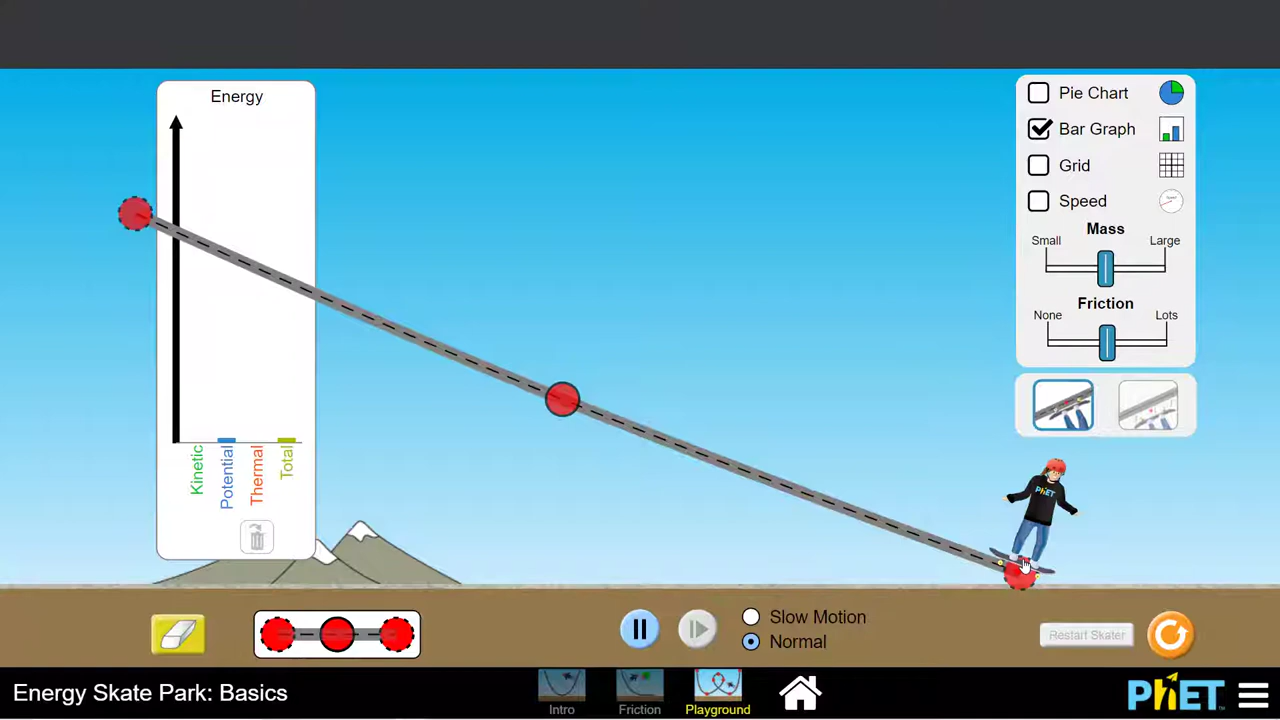 Energy
Kinetic
Potential
Thermal
Total
Pie Chart
Bar Graph
Grid
Speed
Mass
Small
Large
Friction
None
Lots
PhET
Slow Motion
Normal
Restart Skater
Energy Skate Park: Basics
Intro
Friction
Playground
PhET